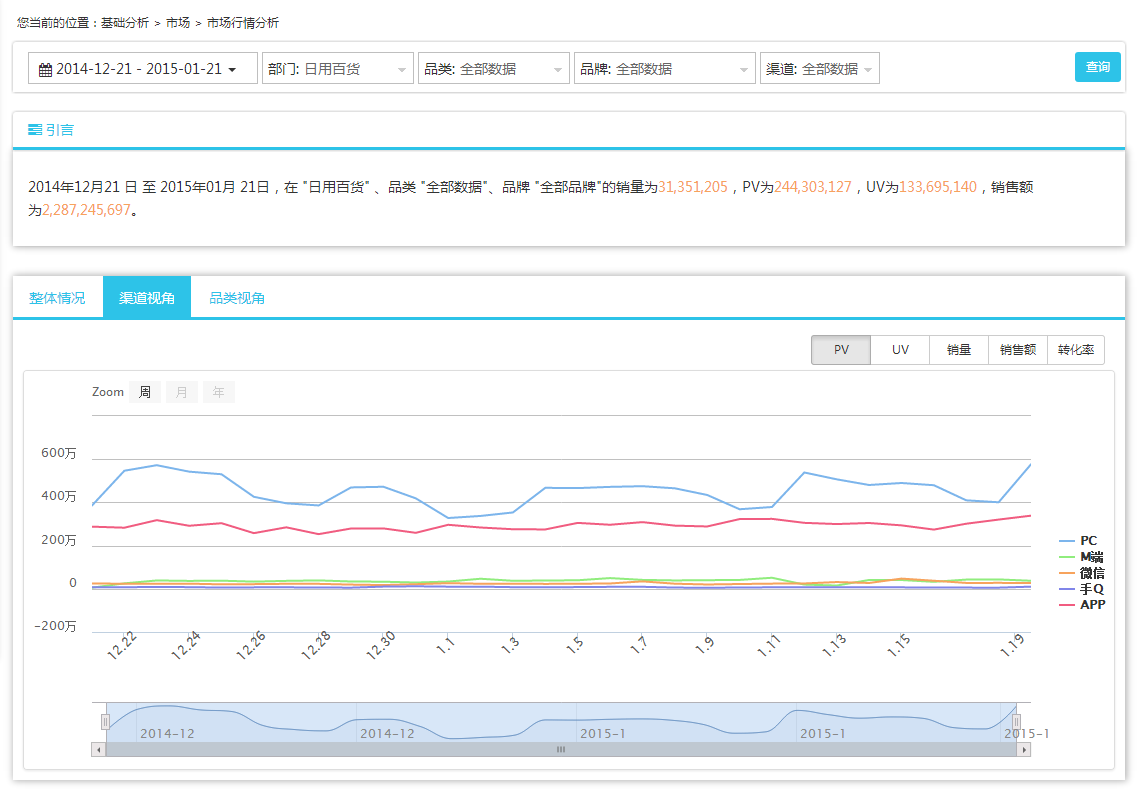 您当前的位置：基础分析 > 市场 > 市场行情分析
2014-12-21 - 2015-01-21 部门: 日用百货 品类: 全部数据 品牌: 全部数据 渠道: 全部数据 查询
引言
2014年12月21 日 至 2015年01月 21日，在 "日用百货" 、品类 "全部数据"、品牌 "全部品牌"的销量为31,351,205，PV为244,303,127，UV为133,695,140，销售额
为2,287,245,697。
整体情况 渠道视角 品类视角
PV UV 销量 销售额 转化率
Zoom 周 月 年
600万
400万
200万
0
-200万
PC
M端
微信
手Q
APP
12.22 12.24 12.26 12.28 12.30 1.1 1.3 1.5 1.7 1.9 1.11 1.13 1.15 1.19
2014-12 2014-12 2015-1 2015-1 2015-1